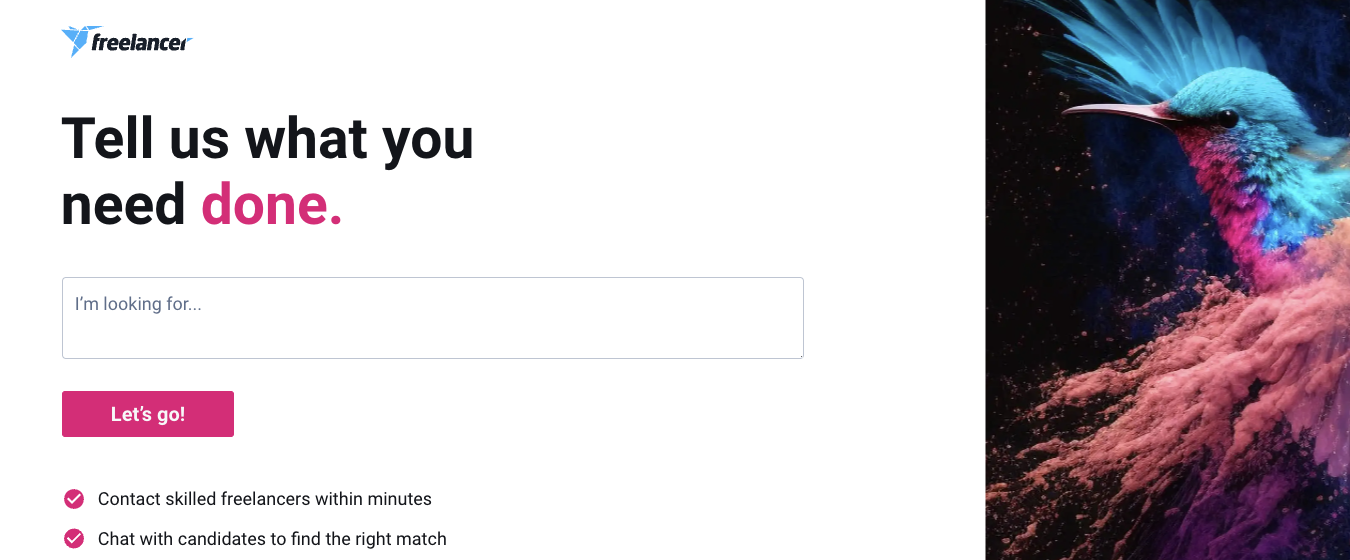 freelancer
Tell us what you
need done.
I'm looking for...
Let's go!
Contact skilled freelancers within minutes
Chat with candidates to find the right match